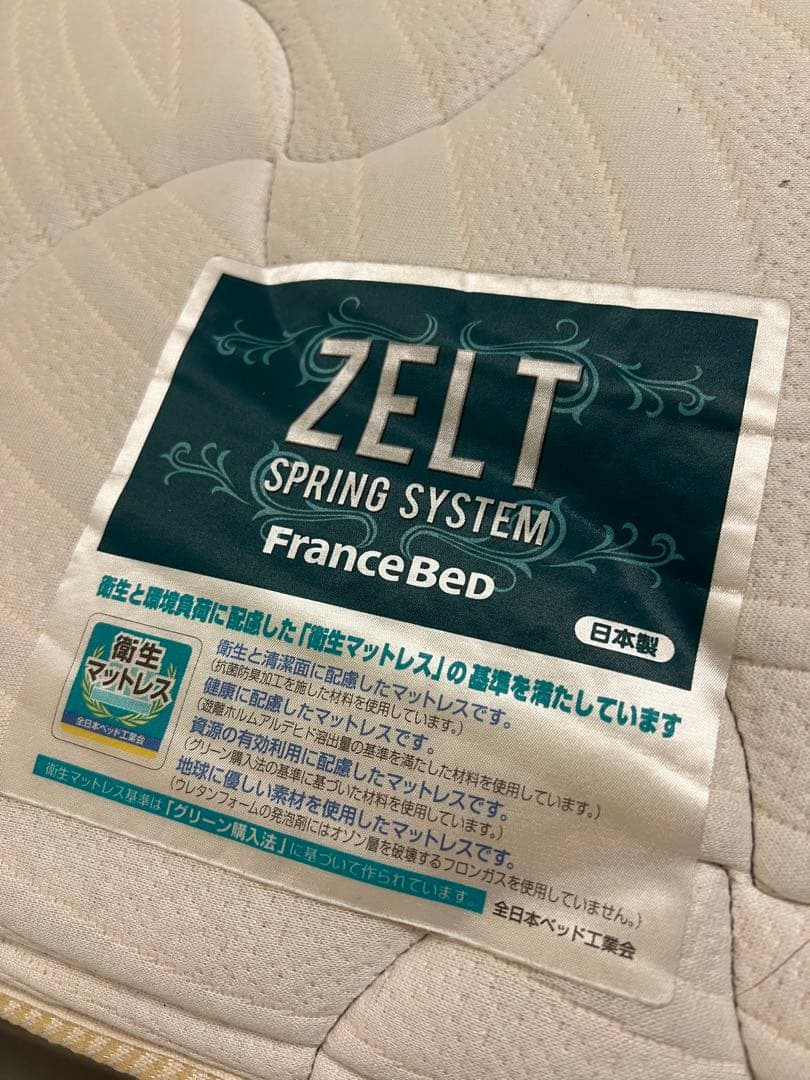 ZELT
SPRING SYSTEM
FranceBed
日本製
衛生と環境負荷に配慮した「衛生マットレス」の基準を満たしています
衛生
マットレス
全日本ベッド工業会
衛生と清潔面に配慮したマットレスです。
(抗菌防臭加工を施した材料を使用しています。)
健康に配慮したマットレスです。
(遊離ホルムアルデヒド溶出量の基準を満たした材料を使用しています。)
資源の有効利用に配慮したマットレスです。
(グリーン購入法の基準に基づいた材料を使用しています。)
地球に優しい素材を使用したマットレスです。
(ウレタンフォームの発泡剤にはオゾン層を破壊するフロンガスを使用していません。)
衛生マットレス基準は「グリーン購入法」に基づいて作られています。
全日本ベッド工業会